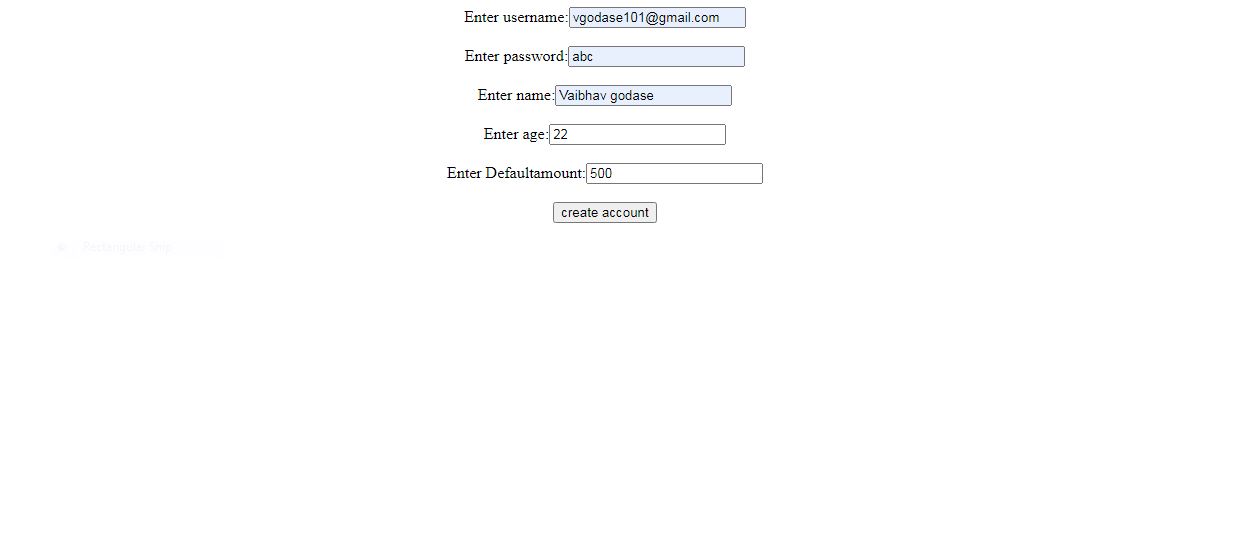 Enter username: vgodase101@gmail.com
Enter password: abc
Enter name: Vaibhav godase
Enter age: 22
Enter Defaultamount: 500
create account
Rectangular Snip